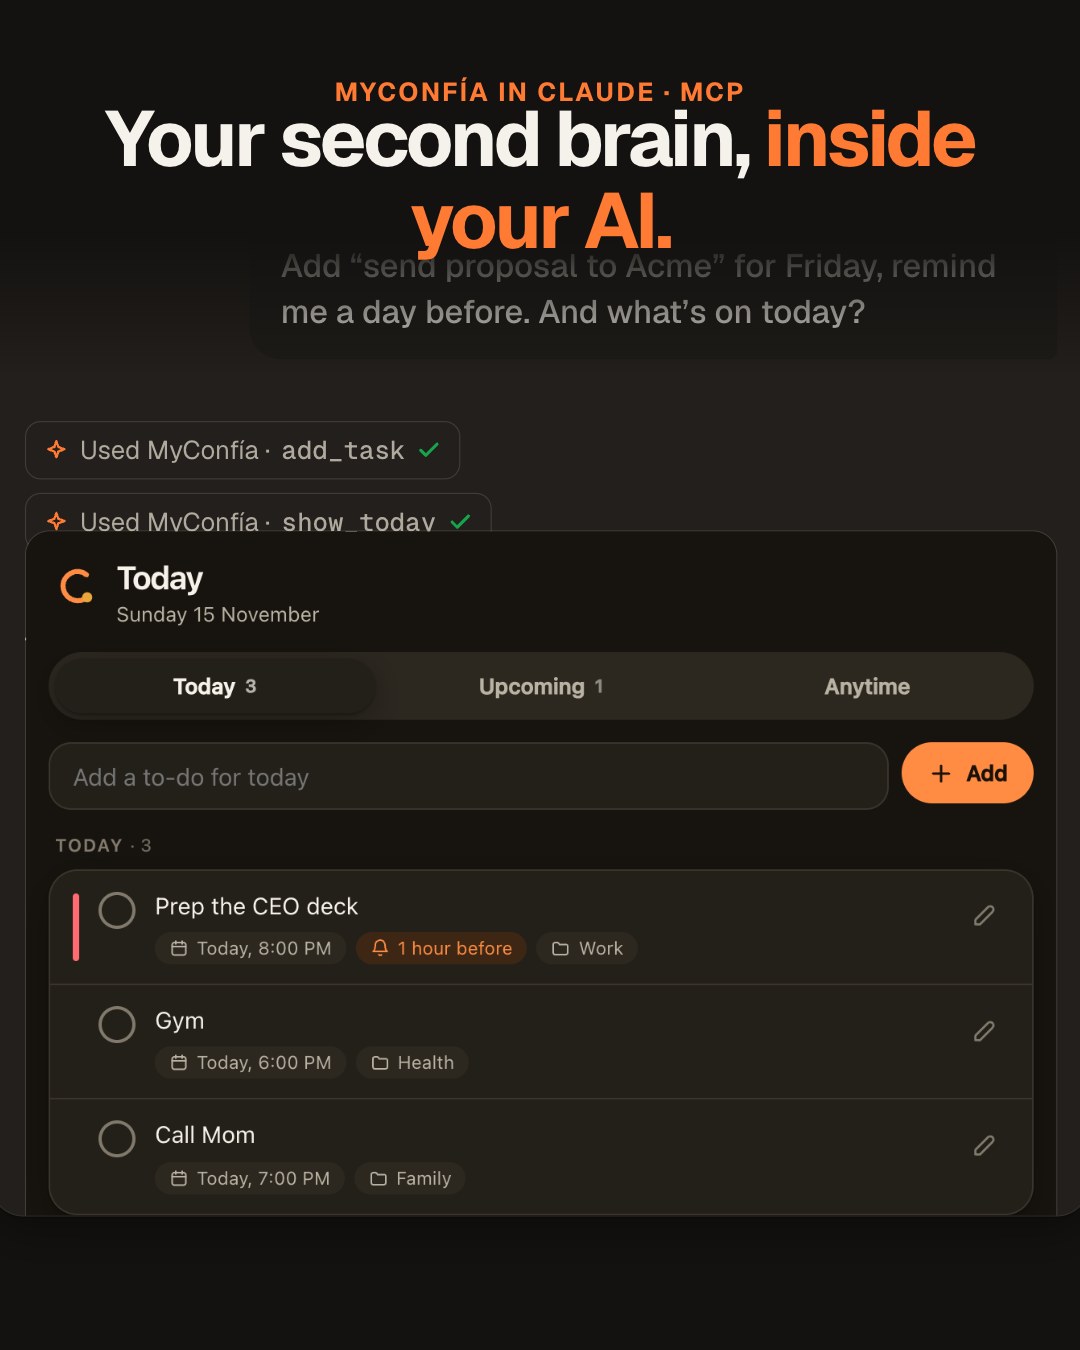 MYCONFÍA IN CLAUDE · MCP
Your second brain, inside
your AI.
Add “send proposal to Acme” for Friday, remind
me a day before. And what’s on today?
Used MyConfía · add_task
Used MyConfía · show_today
Today
Sunday 15 November
Today 3
Upcoming 1
Anytime
Add a to-do for today
+ Add
TODAY · 3
Prep the CEO deck
Today, 8:00 PM
1 hour before
Work
Gym
Today, 6:00 PM
Health
Call Mom
Today, 7:00 PM
Family